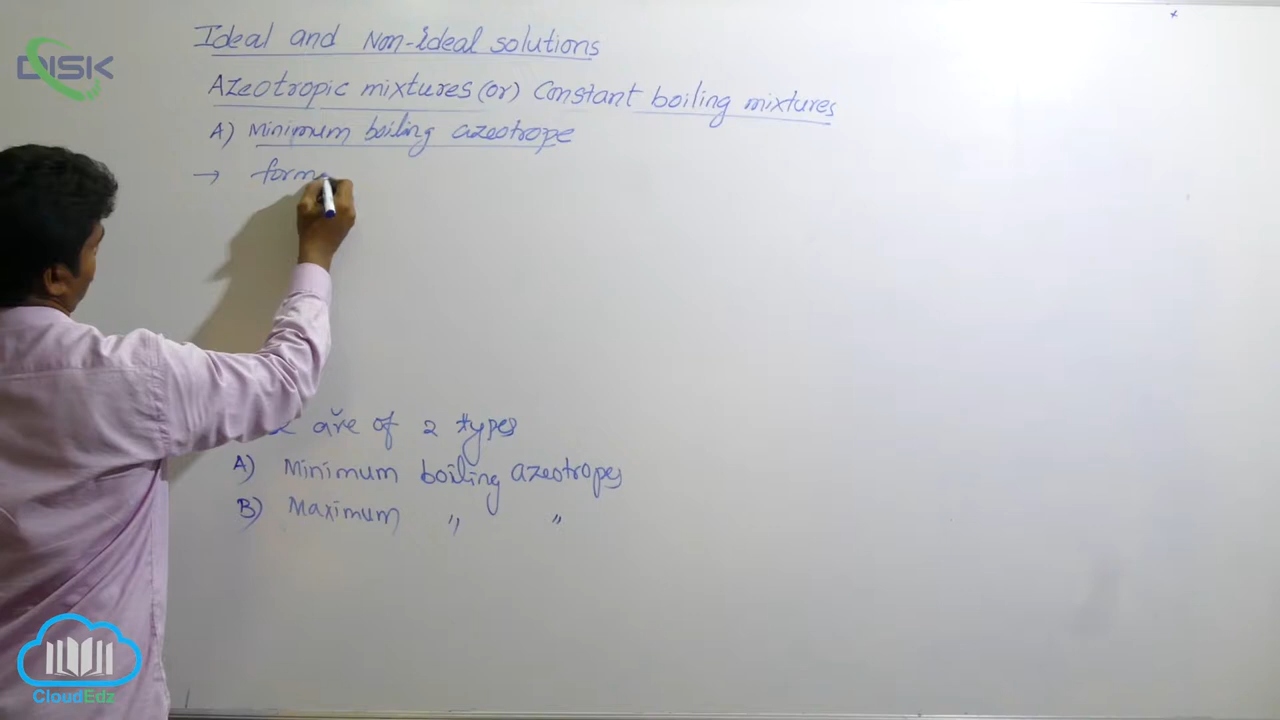 DISK
Ideal and Non-ideal solutions
Azeotropic mixtures (or) Constant boiling mixtures
A) Minimum boiling azeotrope
→ form
are of 2 types
A) Minimum boiling azeotropes
B) Maximum " "
CloudEdz